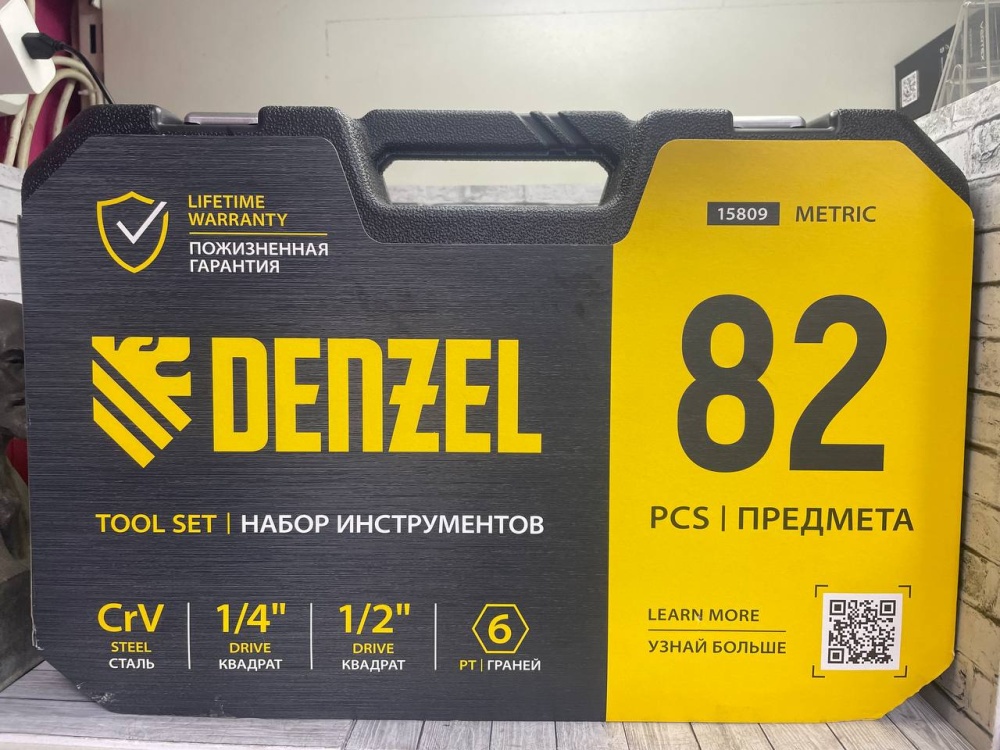 LIFETIME
WARRANTY
ПОЖИЗНЕННАЯ
ГАРАНТИЯ
15809 METRIC
DENZEL
82
TOOL SET | НАБОР ИНСТРУМЕНТОВ
PCS | ПРЕДМЕТА
CrV
STEEL
СТАЛЬ
1/4"
DRIVE
КВАДРАТ
1/2"
DRIVE
КВАДРАТ
6
PT | ГРАНЕЙ
LEARN MORE
УЗНАЙ БОЛЬШЕ